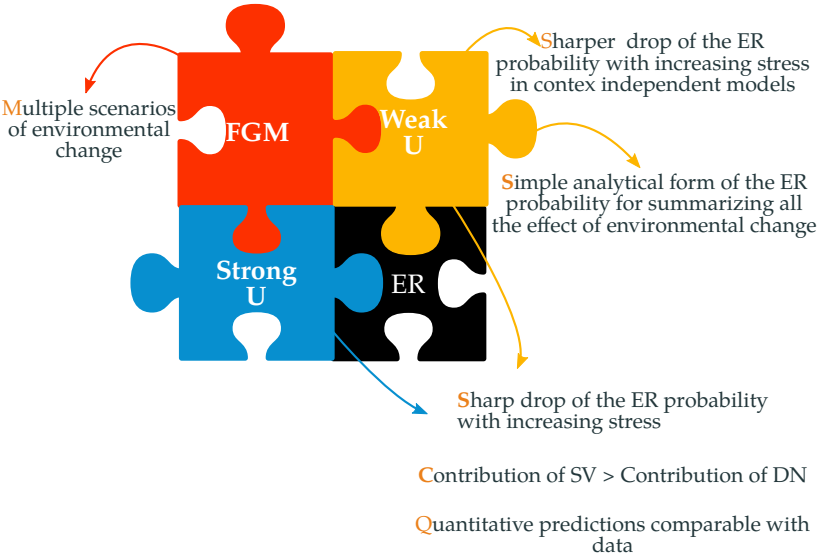 Multiple scenarios
of environmental
change
FGM
Weak
U
Strong
U
ER
Sharper drop of the ER
probability with increasing stress
in contex independent models
Simple analytical form of the ER
probability for summarizing all
the effect of environmental change
Sharp drop of the ER probability
with increasing stress
Contribution of SV > Contribution of DN
Quantitative predictions comparable with
data